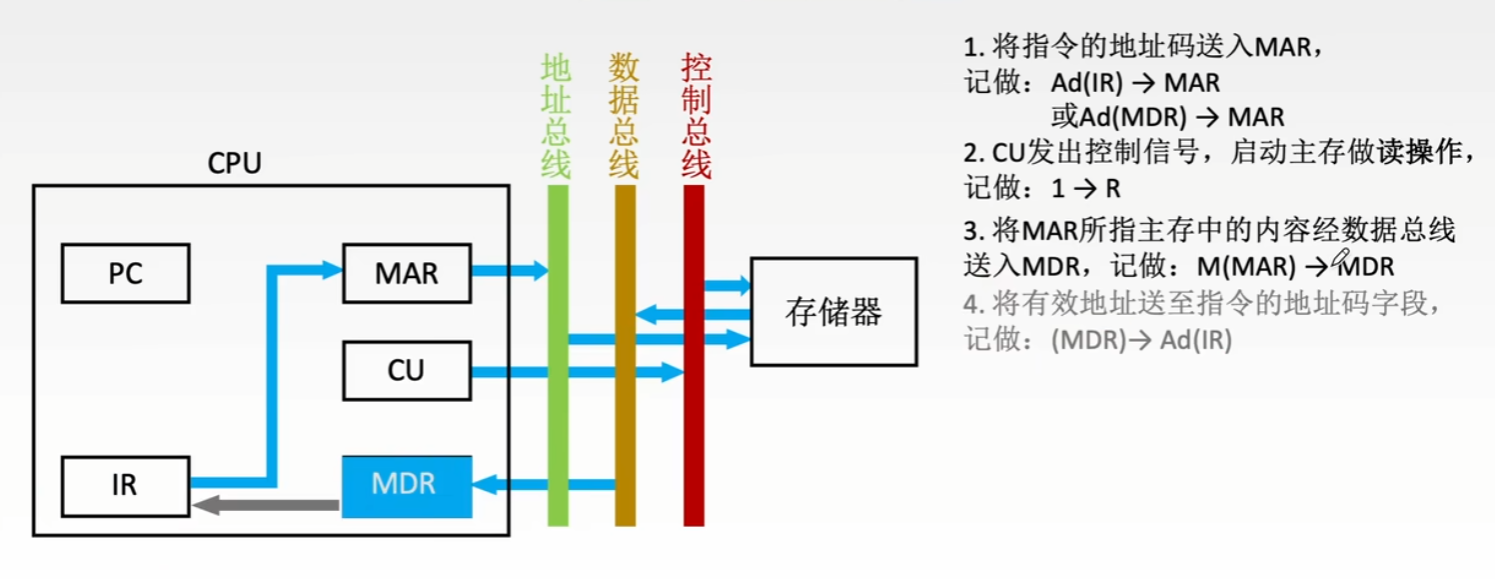 地址总线
数据总线
控制总线
CPU
PC
MAR
CU
IR
MDR
存储器
1. 将指令的地址码送入MAR，
记做：Ad(IR) → MAR
或Ad(MDR) → MAR
2. CU发出控制信号，启动主存做读操作，
记做：1 → R
3. 将MAR所指主存中的内容经数据总线
送入MDR，记做：M(MAR) →MDR
4. 将有效地址送至指令的地址码字段，
记做：(MDR)→ Ad(IR)